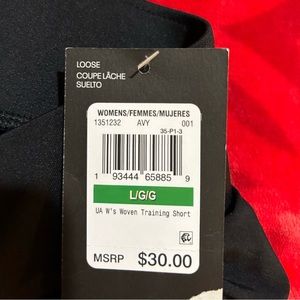 LOOSE
COUPE LÂCHE
SUELTO
WOMENS/FEMMES/MUJERES
1351232 AVY 001
35-P1-3
1 93444 65885 9
L/G/G
UA W's Woven Training Short
MSRP $30.00